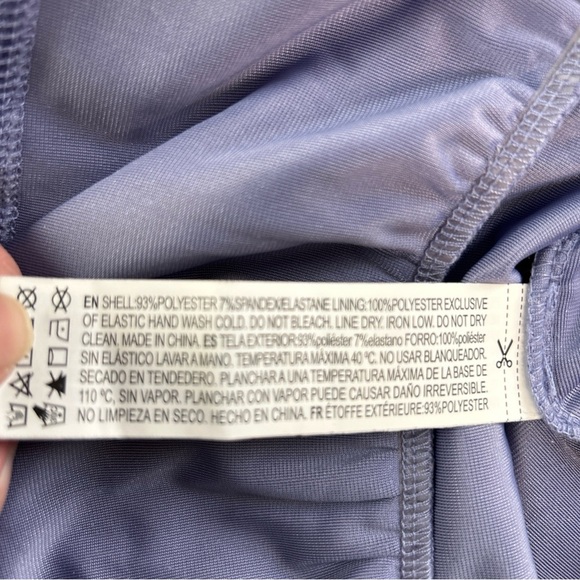 EN SHELL:93%POLYESTER 7%SPANDEX/ELASTANE LINING:100%POLYESTER EXCLUSIVE
OF ELASTIC HAND WASH COLD. DO NOT BLEACH. LINE DRY. IRON LOW. DO NOT DRY
CLEAN. MADE IN CHINA. ES TELA EXTERIOR:93%poliéster 7%elastano FORRO:100%poliéster
SIN ELÁSTICO LAVAR A MANO. TEMPERATURA MÁXIMA 40 ºC. NO USAR BLANQUEADOR.
SECADO EN TENDEDERO. PLANCHAR A UNA TEMPERATURA MÁXIMA DE LA BASE DE
110 ºC, SIN VAPOR. PLANCHAR CON VAPOR PUEDE CAUSAR DAÑO IRREVERSIBLE.
NO LIMPIEZA EN SECO. HECHO EN CHINA. FR ÉTOFFE EXTÉRIEURE:93%POLYESTER